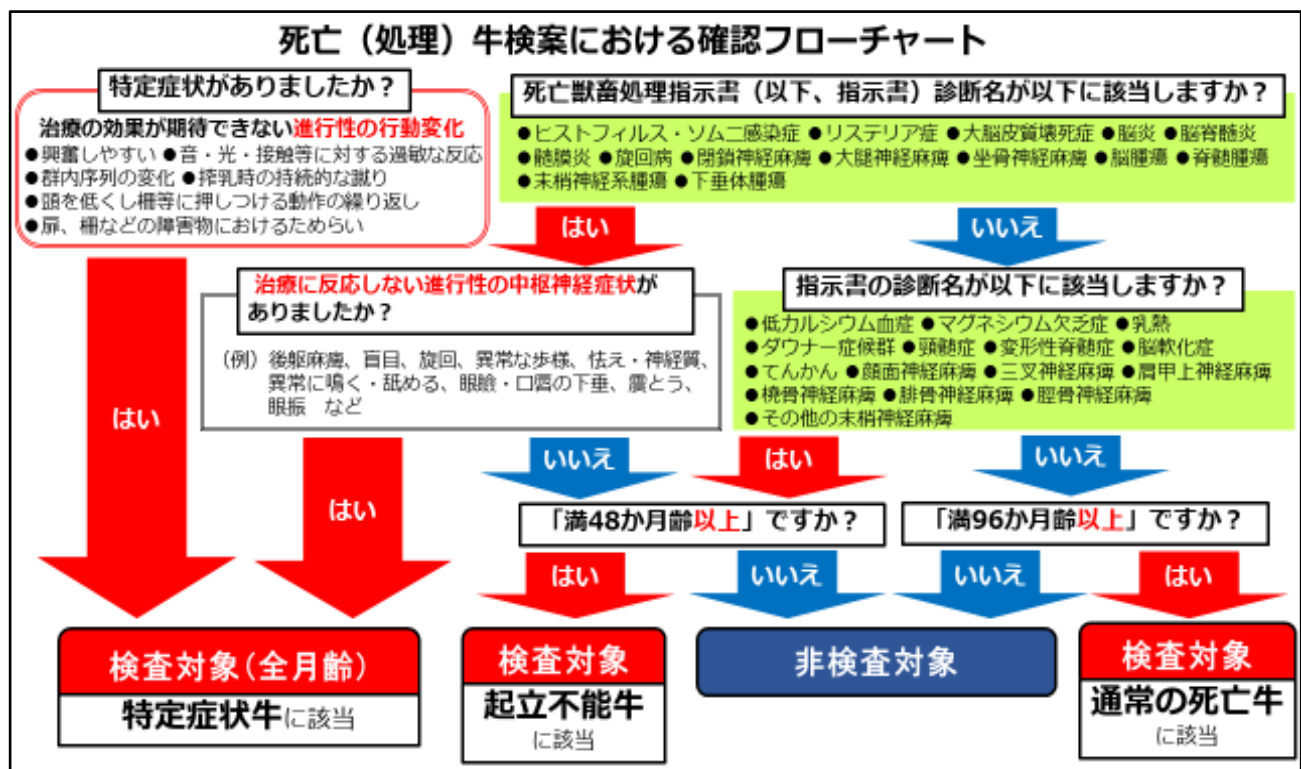 死亡（処理）牛検案における確認フローチャート
特定症状がありましたか？
治療の効果が期待できない進行性の行動変化
●興奮しやすい ●音・光・接触等に対する過敏な反応
●群内序列の変化 ●搾乳時の持続的な蹴り
●頭を低くし柵等に押しつける動作の繰り返し
●扉、柵などの障害物におけるためらい
死亡獣畜処理指示書（以下、指示書）診断名が以下に該当しますか？
●ヒストフィルス・ソムニ感染症 ●リステリア症 ●大脳皮質壊死症 ●脳炎 ●脳脊髄炎
●髄膜炎 ●旋回病 ●閉鎖神経麻痺 ●大腿神経麻痺 ●坐骨神経麻痺 ●脳腫瘍 ●脊髄腫瘍
●末梢神経系腫瘍 ●下垂体腫瘍
はい
いいえ
治療に反応しない進行性の中枢神経症状が
ありましたか？
（例）後躯麻痺、盲目、旋回、異常な歩様、怯え・神経質、
異常に鳴く・舐める、眼瞼・口唇の下垂、震とう、
眼振 など
指示書の診断名が以下に該当しますか？
●低カルシウム血症 ●マグネシウム欠乏症 ●乳熱
●ダウナー症候群 ●頸髄症 ●変形性脊髄症 ●脳軟化症
●てんかん ●顔面神経麻痺 ●三叉神経麻痺 ●肩甲上神経麻痺
●橈骨神経麻痺 ●腓骨神経麻痺 ●脛骨神経麻痺
●その他の末梢神経麻痺
はい
はい
いいえ
はい
いいえ
「満48か月齢以上」ですか？
「満96か月齢以上」ですか？
はい
いいえ
いいえ
はい
検査対象（全月齢）
特定症状牛に該当
検査対象
起立不能牛
に該当
非検査対象
検査対象
通常の死亡牛
に該当